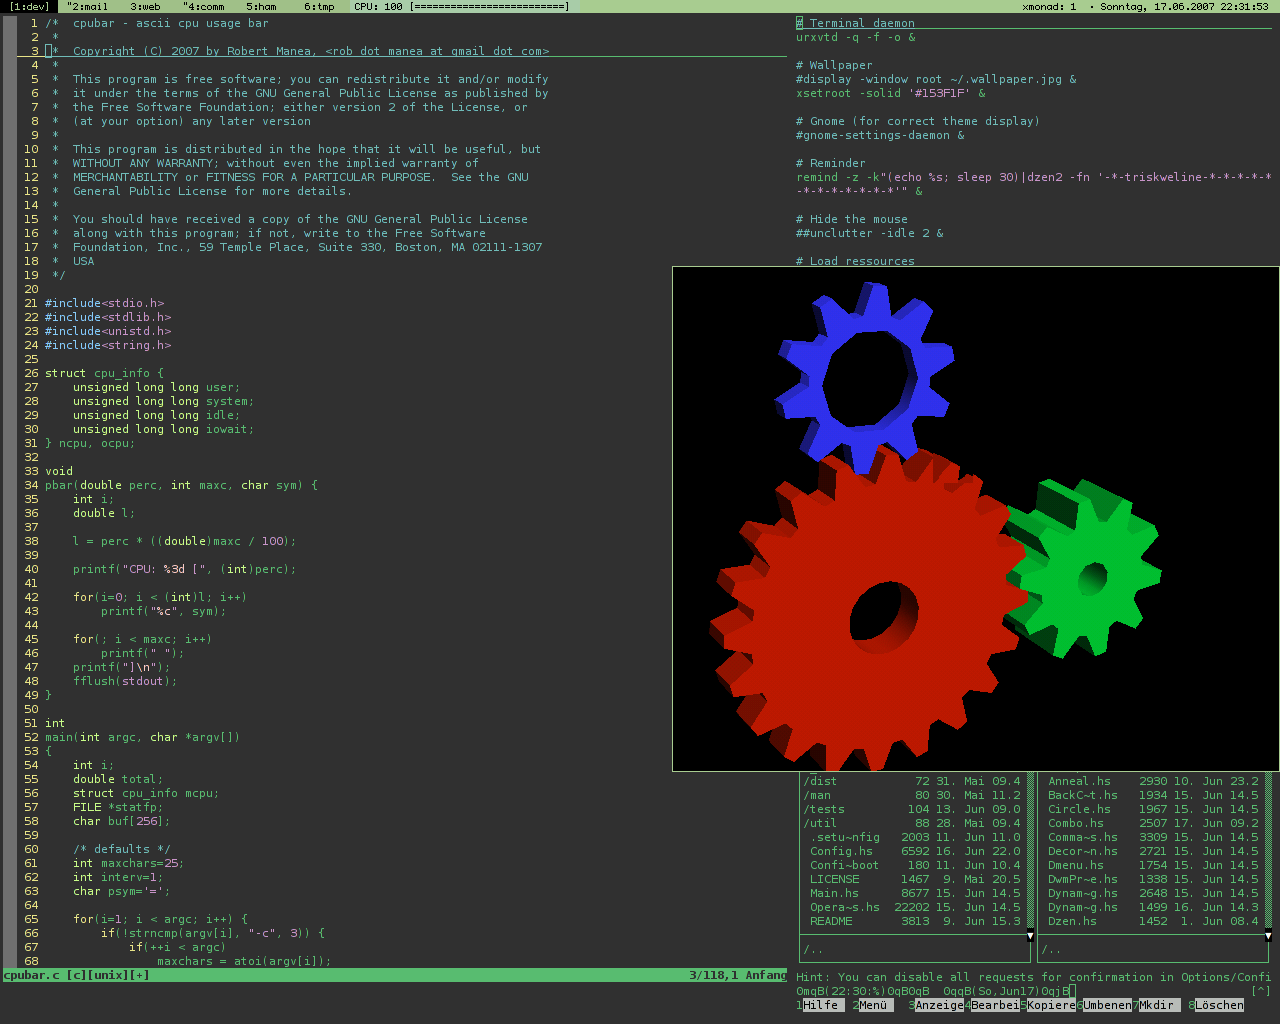 [1:dev] "2:mail 3:web "4:comm 5:ham 6:tmp CPU: 100 [========================] xmonad: 1 · Sonntag, 17.06.2007 22:31:53
1 /*  cpubar - ascii cpu usage bar
2  *
3  *  Copyright (C) 2007 by Robert Manea, <rob dot manea at gmail dot com>
4  *
5  *  This program is free software; you can redistribute it and/or modify
6  *  it under the terms of the GNU General Public License as published by
7  *  the Free Software Foundation; either version 2 of the License, or
8  *  (at your option) any later version
9  *
10  *  This program is distributed in the hope that it will be useful, but
11  *  WITHOUT ANY WARRANTY; without even the implied warranty of
12  *  MERCHANTABILITY or FITNESS FOR A PARTICULAR PURPOSE.  See the GNU
13  *  General Public License for more details.
14  *
15  *  You should have received a copy of the GNU General Public License
16  *  along with this program; if not, write to the Free Software
17  *  Foundation, Inc., 59 Temple Place, Suite 330, Boston, MA 02111-1307
18  *  USA
19  */
20
21 #include<stdio.h>
22 #include<stdlib.h>
23 #include<unistd.h>
24 #include<string.h>
25
26 struct cpu_info {
27     unsigned long long user;
28     unsigned long long system;
29     unsigned long long idle;
30     unsigned long long iowait;
31 } ncpu, ocpu;
32
33 void
34 pbar(double perc, int maxc, char sym) {
35     int i;
36     double l;
37
38     l = perc * ((double)maxc / 100);
39
40     printf("CPU: %3d [", (int)perc);
41
42     for(i=0; i < (int)l; i++)
43         printf("%c", sym);
44
45     for(; i < maxc; i++)
46         printf(" ");
47     printf("]\n");
48     fflush(stdout);
49 }
50
51 int
52 main(int argc, char *argv[])
53 {
54     int i;
55     double total;
56     struct cpu_info mcpu;
57     FILE *statfp;
58     char buf[256];
59
60     /* defaults */
61     int maxchars=25;
62     int interv=1;
63     char psym='=';
64
65     for(i=1; i < argc; i++) {
66         if(!strncmp(argv[i], "-c", 3)) {
67             if(++i < argc)
68                 maxchars = atoi(argv[i]);
cpubar.c [c][unix][+] 3/118,1 Anfang
# Terminal daemon
urxvtd -q -f -o &
# Wallpaper
#display -window root ~/.wallpaper.jpg &
xsetroot -solid '#153F1F' &
# Gnome (for correct theme display)
#gnome-settings-daemon &
# Reminder
remind -z -k"(echo %s; sleep 30)|dzen2 -fn '-*-triskweline-*-*-*-*-*
-*-*-*-*-*-*-*'" &
# Hide the mouse
##unclutter -idle 2 &
# Load ressources
/dist 72 31. Mai 09.4
/man 80 30. Mai 11.2
/tests 104 13. Jun 09.0
/util 88 28. Mai 09.4
.setu~nfig 2003 11. Jun 11.0
Config.hs 6592 16. Jun 22.0
Confi~boot 180 11. Jun 10.4
LICENSE 1467 9. Mai 20.5
Main.hs 8677 15. Jun 14.5
Opera~s.hs 22202 15. Jun 14.5
README 3813 9. Jun 15.3
/..
Anneal.hs 2930 10. Jun 23.2
BackC~t.hs 1934 15. Jun 14.5
Circle.hs 1967 15. Jun 14.5
Combo.hs 2507 17. Jun 09.2
Comma~s.hs 3309 15. Jun 14.5
Decor~n.hs 2721 15. Jun 14.5
Dmenu.hs 1754 15. Jun 14.5
DwmPr~e.hs 1338 15. Jun 14.5
Dynam~g.hs 2648 15. Jun 14.5
Dynam~g.hs 1499 16. Jun 14.3
Dzen.hs 1452 1. Jun 08.4
/..
Hint: You can disable all requests for confirmation in Options/Confi
0mqB(22:30:%)0qB0qB  0qqB(So,Jun17)0qjB [^]
1Hilfe 2Menü 3Anzeige4Bearbei5Kopiere6Umbenen7Mkdir 8Löschen